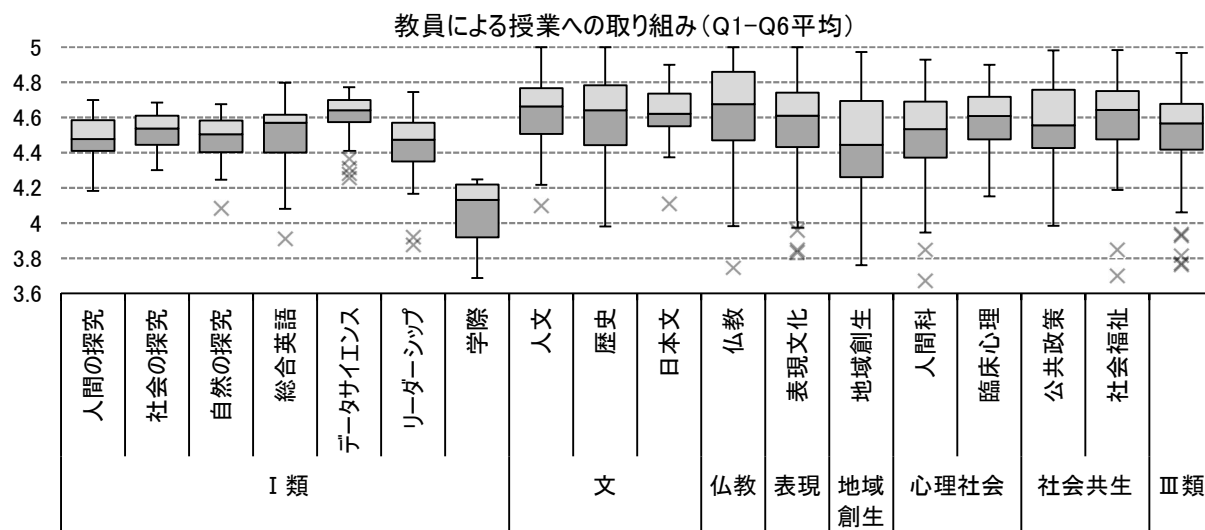 教員による授業への取り組み（Q1−Q6平均）
5
4.8
4.6
4.4
4.2
4
3.8
3.6
人間の探究
社会の探究
自然の探究
総合英語
データサイエンス
リーダーシップ
学際
人文
歴史
日本文
仏教
表現文化
地域創生
人間科
臨床心理
公共政策
社会福祉
Ⅰ類
文
仏教
表現
地域
創生
心理社会
社会共生
Ⅲ類